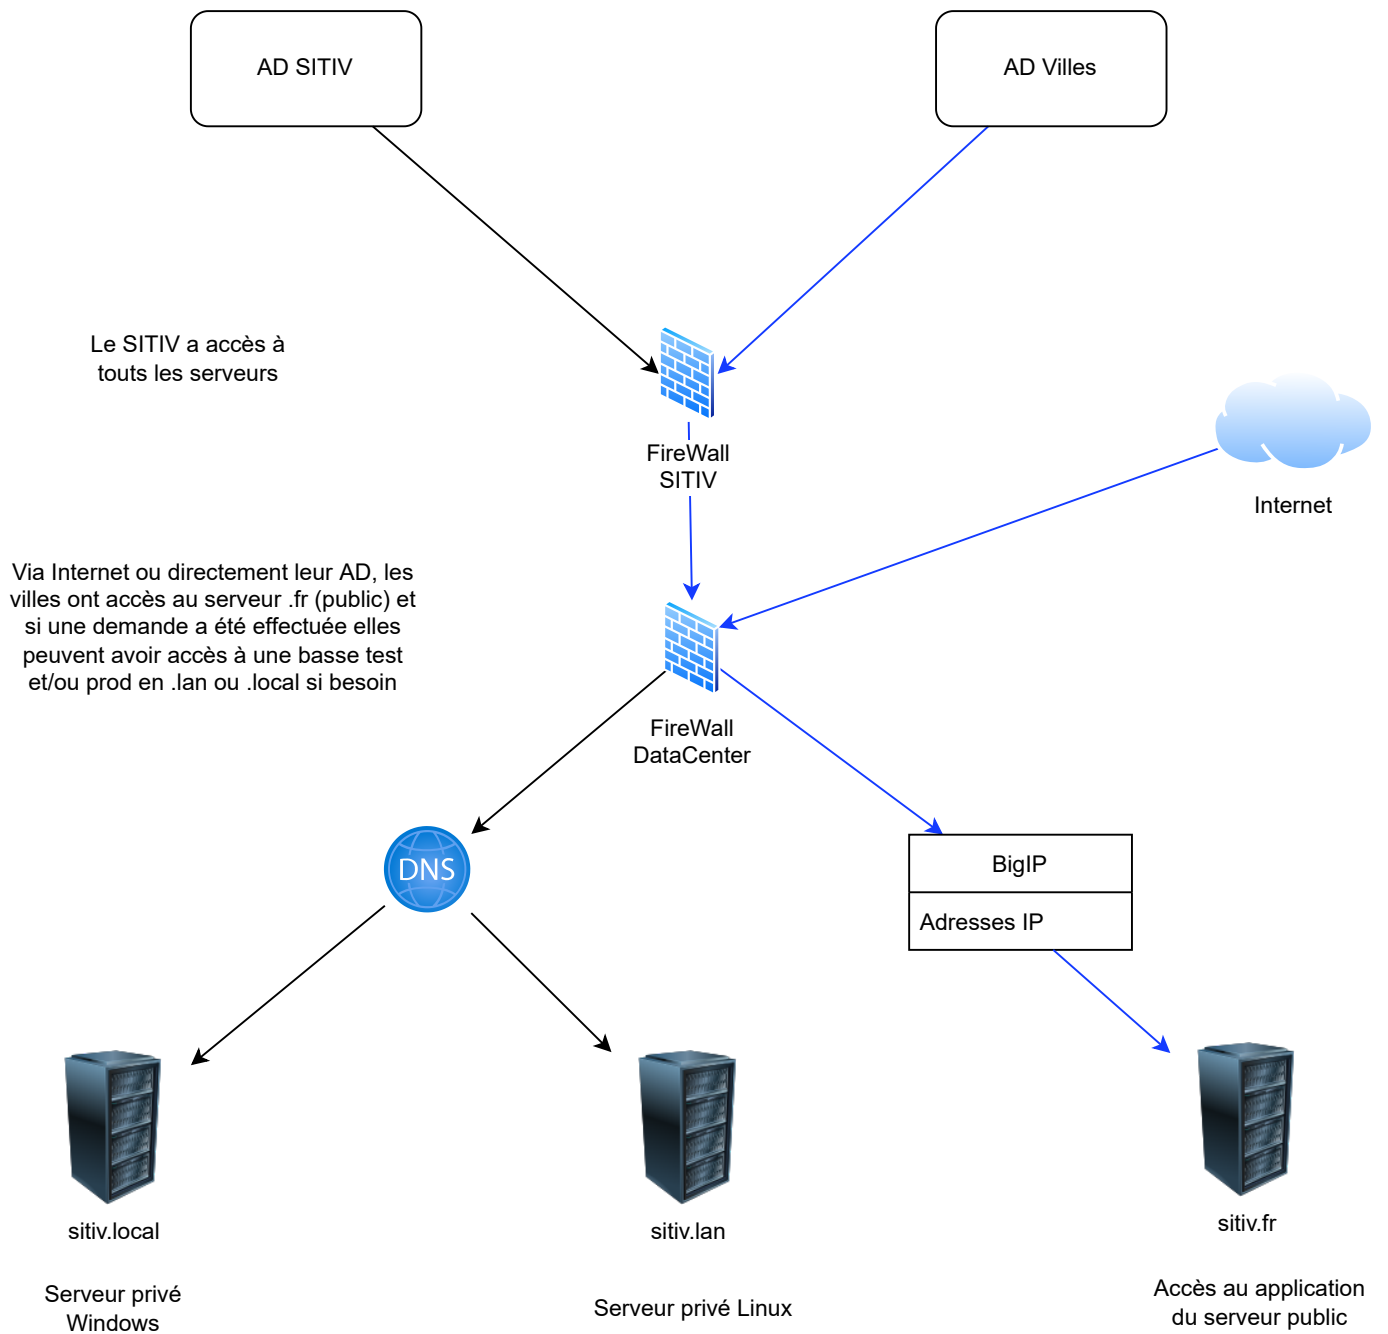 AD SITIV
AD Villes
Le SITIV a accès à
touts les serveurs
FireWall
SITIV
Internet
Via Internet ou directement leur AD, les
villes ont accès au serveur .fr (public) et
si une demande a été effectuée elles
peuvent avoir accès à une basse test
et/ou prod en .lan ou .local si besoin
FireWall
DataCenter
DNS
BigIP
Adresses IP
sitiv.local
sitiv.lan
sitiv.fr
Serveur privé
Windows
Serveur privé Linux
Accès au application
du serveur public